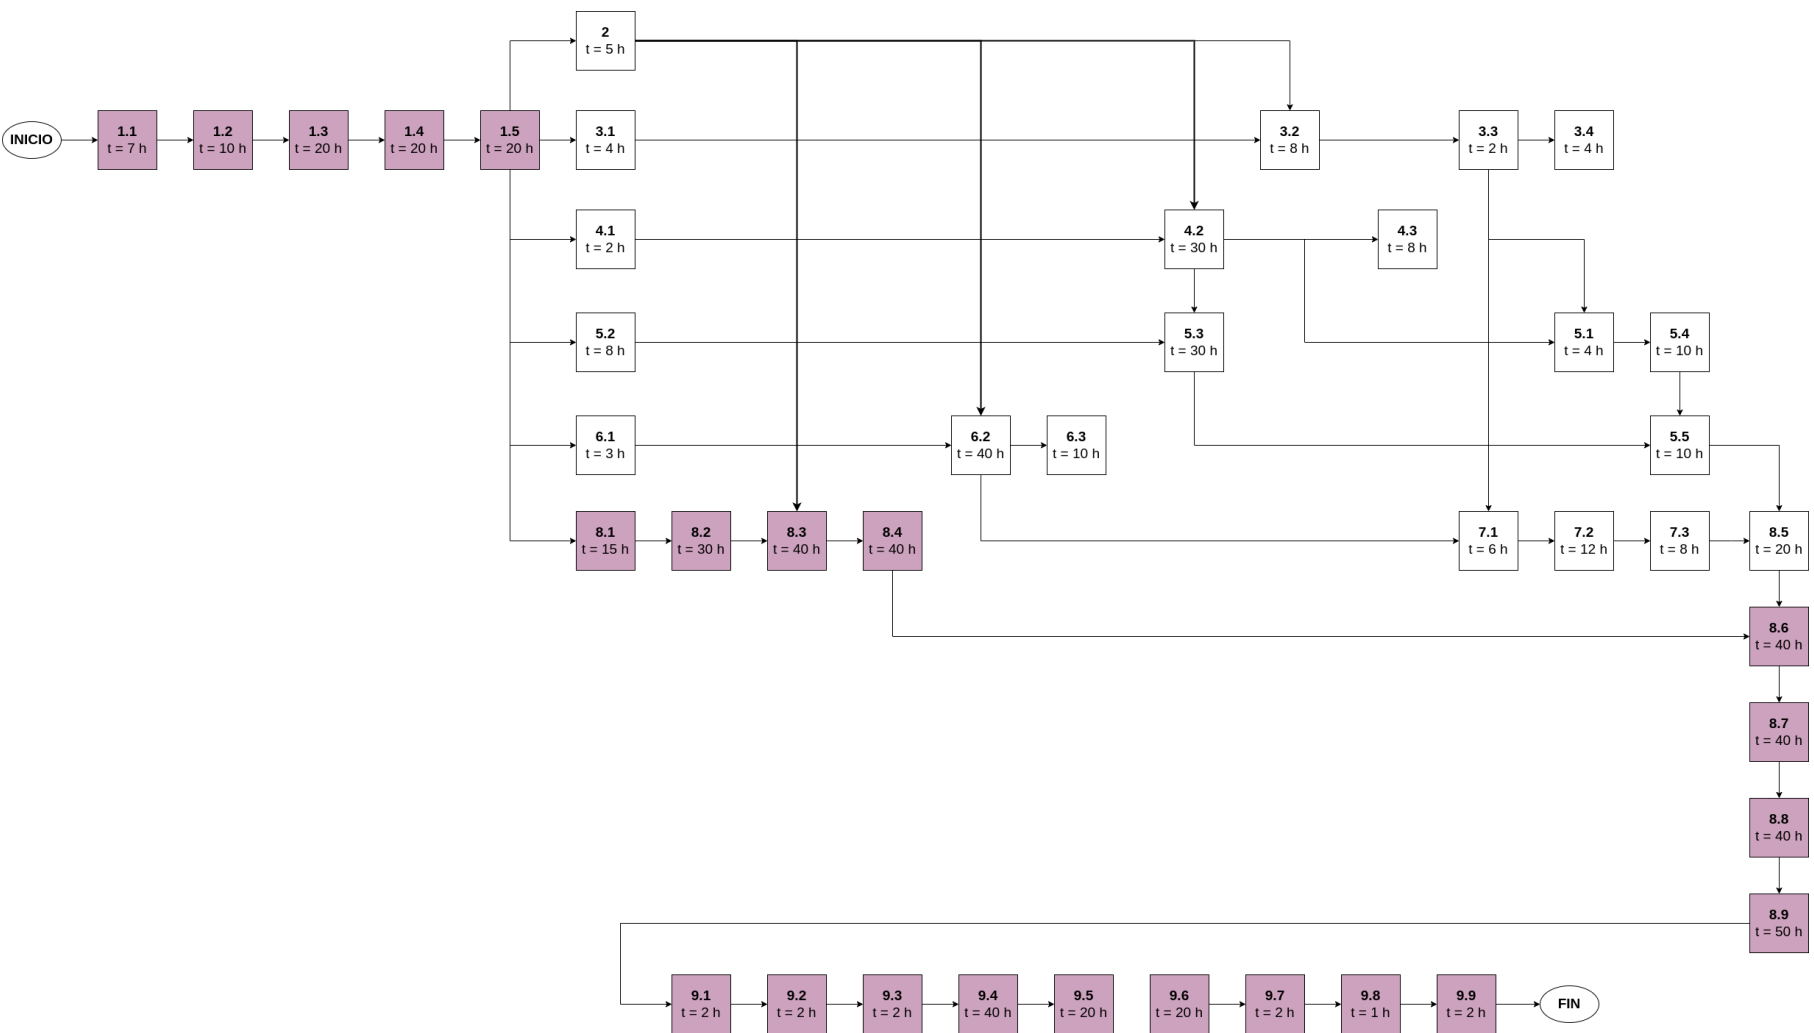 2
t = 5 h
INICIO
1.1
t = 7 h
1.2
t = 10 h
1.3
t = 20 h
1.4
t = 20 h
1.5
t = 20 h
3.1
t = 4 h
3.2
t = 8 h
3.3
t = 2 h
3.4
t = 4 h
4.1
t = 2 h
4.2
t = 30 h
4.3
t = 8 h
5.2
t = 8 h
5.3
t = 30 h
5.1
t = 4 h
5.4
t = 10 h
6.1
t = 3 h
6.2
t = 40 h
6.3
t = 10 h
5.5
t = 10 h
8.1
t = 15 h
8.2
t = 30 h
8.3
t = 40 h
8.4
t = 40 h
7.1
t = 6 h
7.2
t = 12 h
7.3
t = 8 h
8.5
t = 20 h
8.6
t = 40 h
8.7
t = 40 h
8.8
t = 40 h
8.9
t = 50 h
9.1
t = 2 h
9.2
t = 2 h
9.3
t = 2 h
9.4
t = 40 h
9.5
t = 20 h
9.6
t = 20 h
9.7
t = 2 h
9.8
t = 1 h
9.9
t = 2 h
FIN